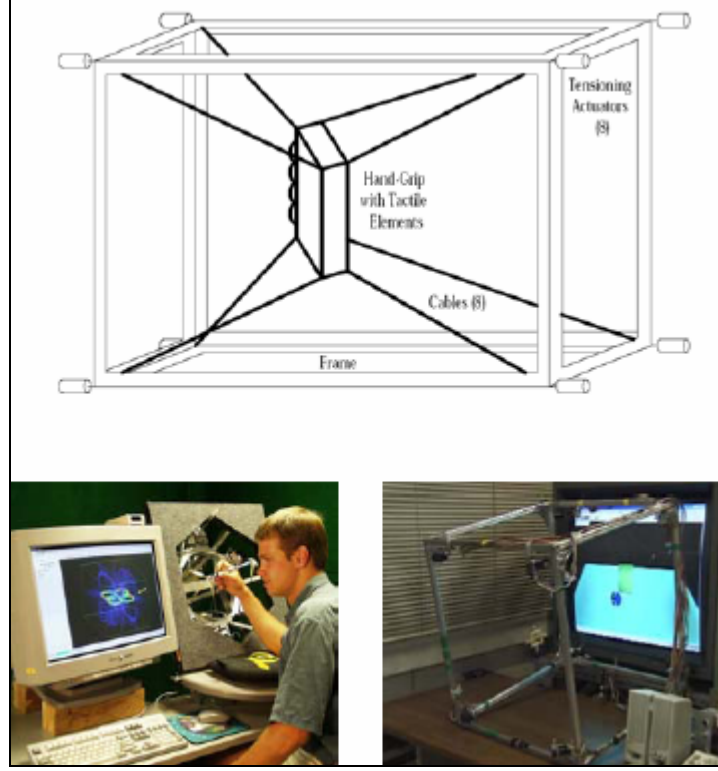 Tensioning
Actuators
(8)
Hand-Grip
with Tactile
Elements
Cables (8)
Frame